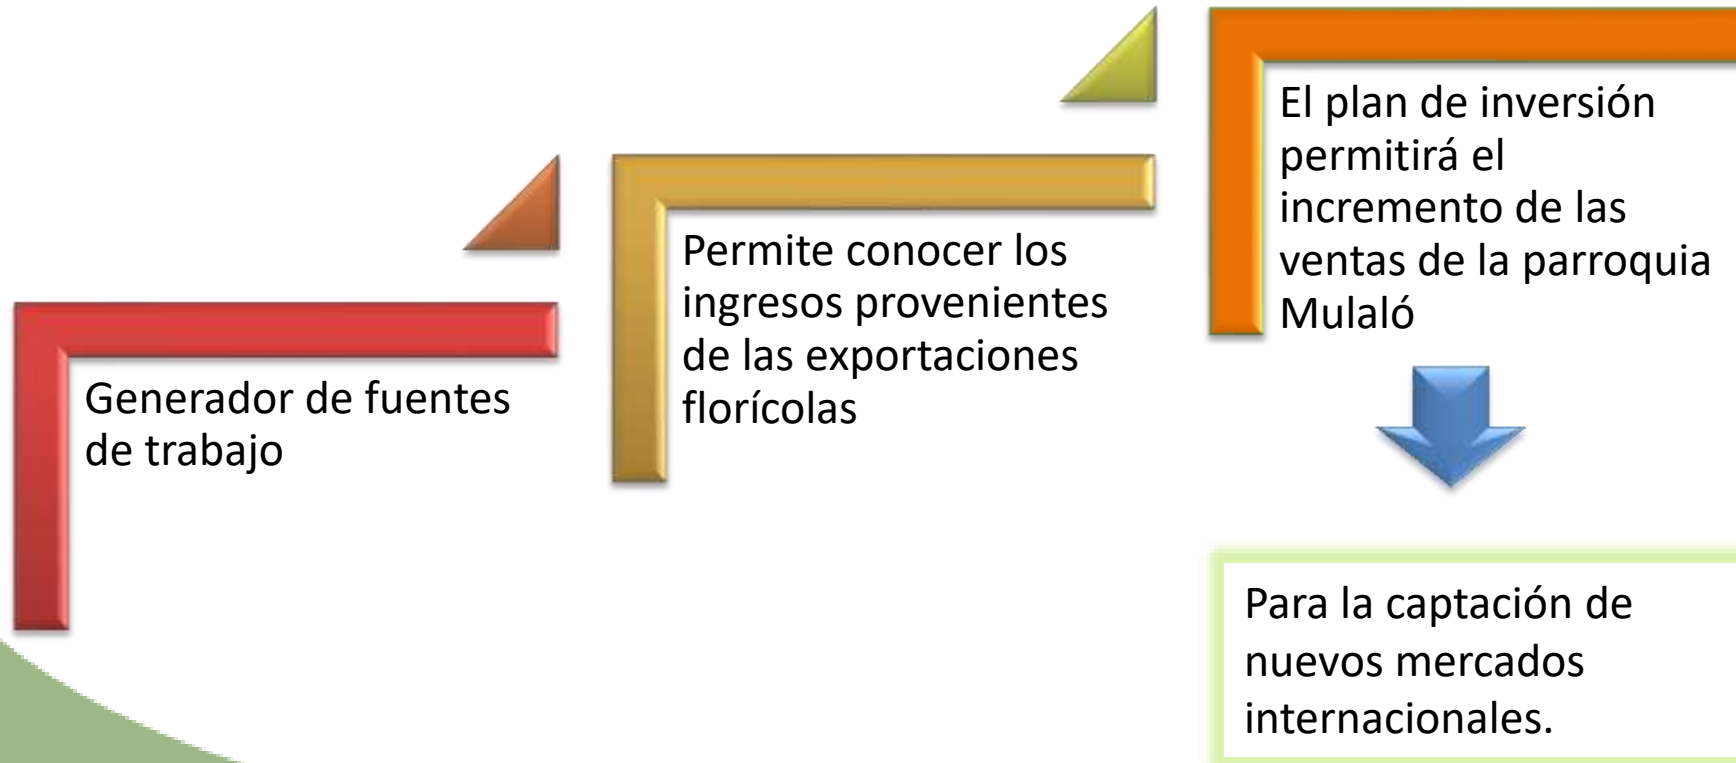 Generador de fuentes
de trabajo
Permite conocer los
ingresos provenientes
de las exportaciones
florícolas
El plan de inversión
permitirá el
incremento de las
ventas de la parroquia
Mulaló
Para la captación de
nuevos mercados
internacionales.